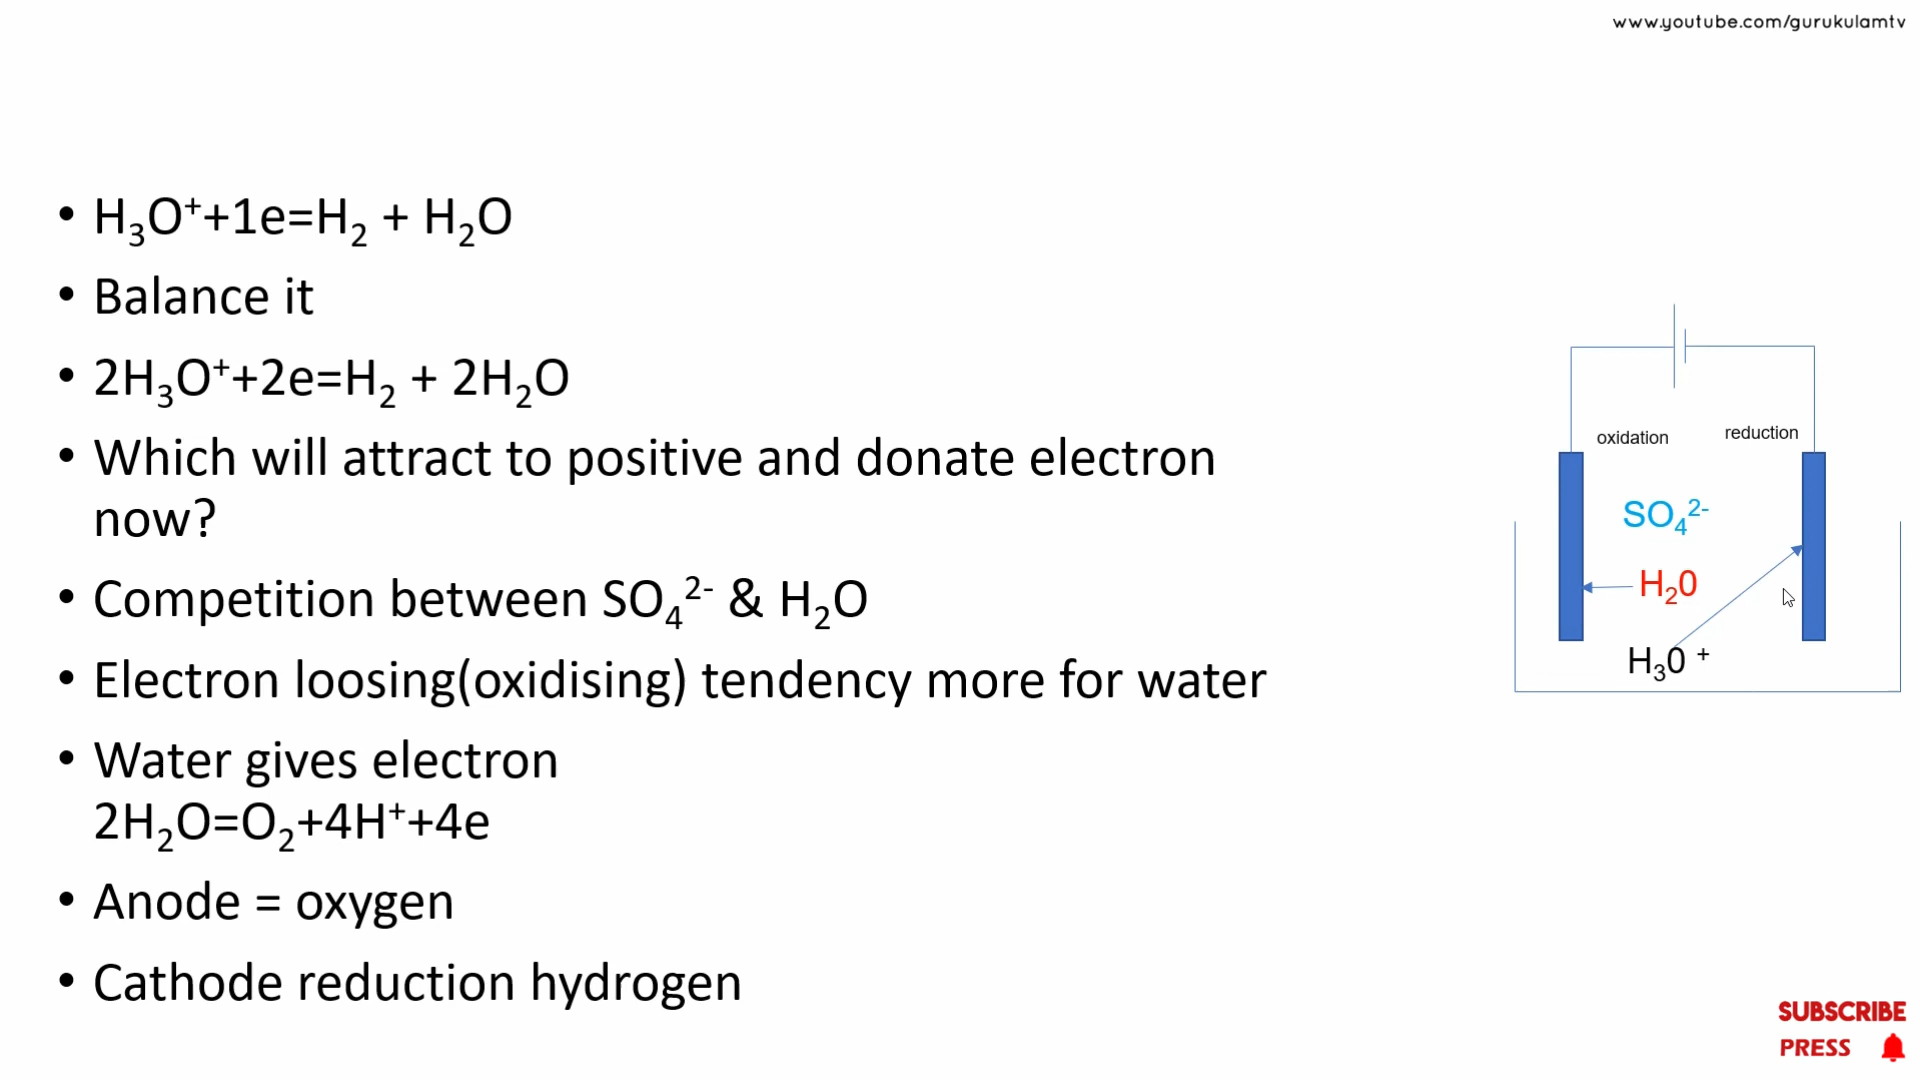 www.youtube.com/gurukulamtv
• H₃O⁺+1e=H₂ + H₂O
• Balance it
• 2H₃O⁺+2e=H₂ + 2H₂O
• Which will attract to positive and donate electron
now?
• Competition between SO₄²⁻ & H₂O
• Electron loosing(oxidising) tendency more for water
• Water gives electron
2H₂O=O₂+4H⁺+4e
• Anode = oxygen
• Cathode reduction hydrogen
oxidation
reduction
SO₄²⁻
H₂0
H₃0 ⁺
SUBSCRIBE
PRESS